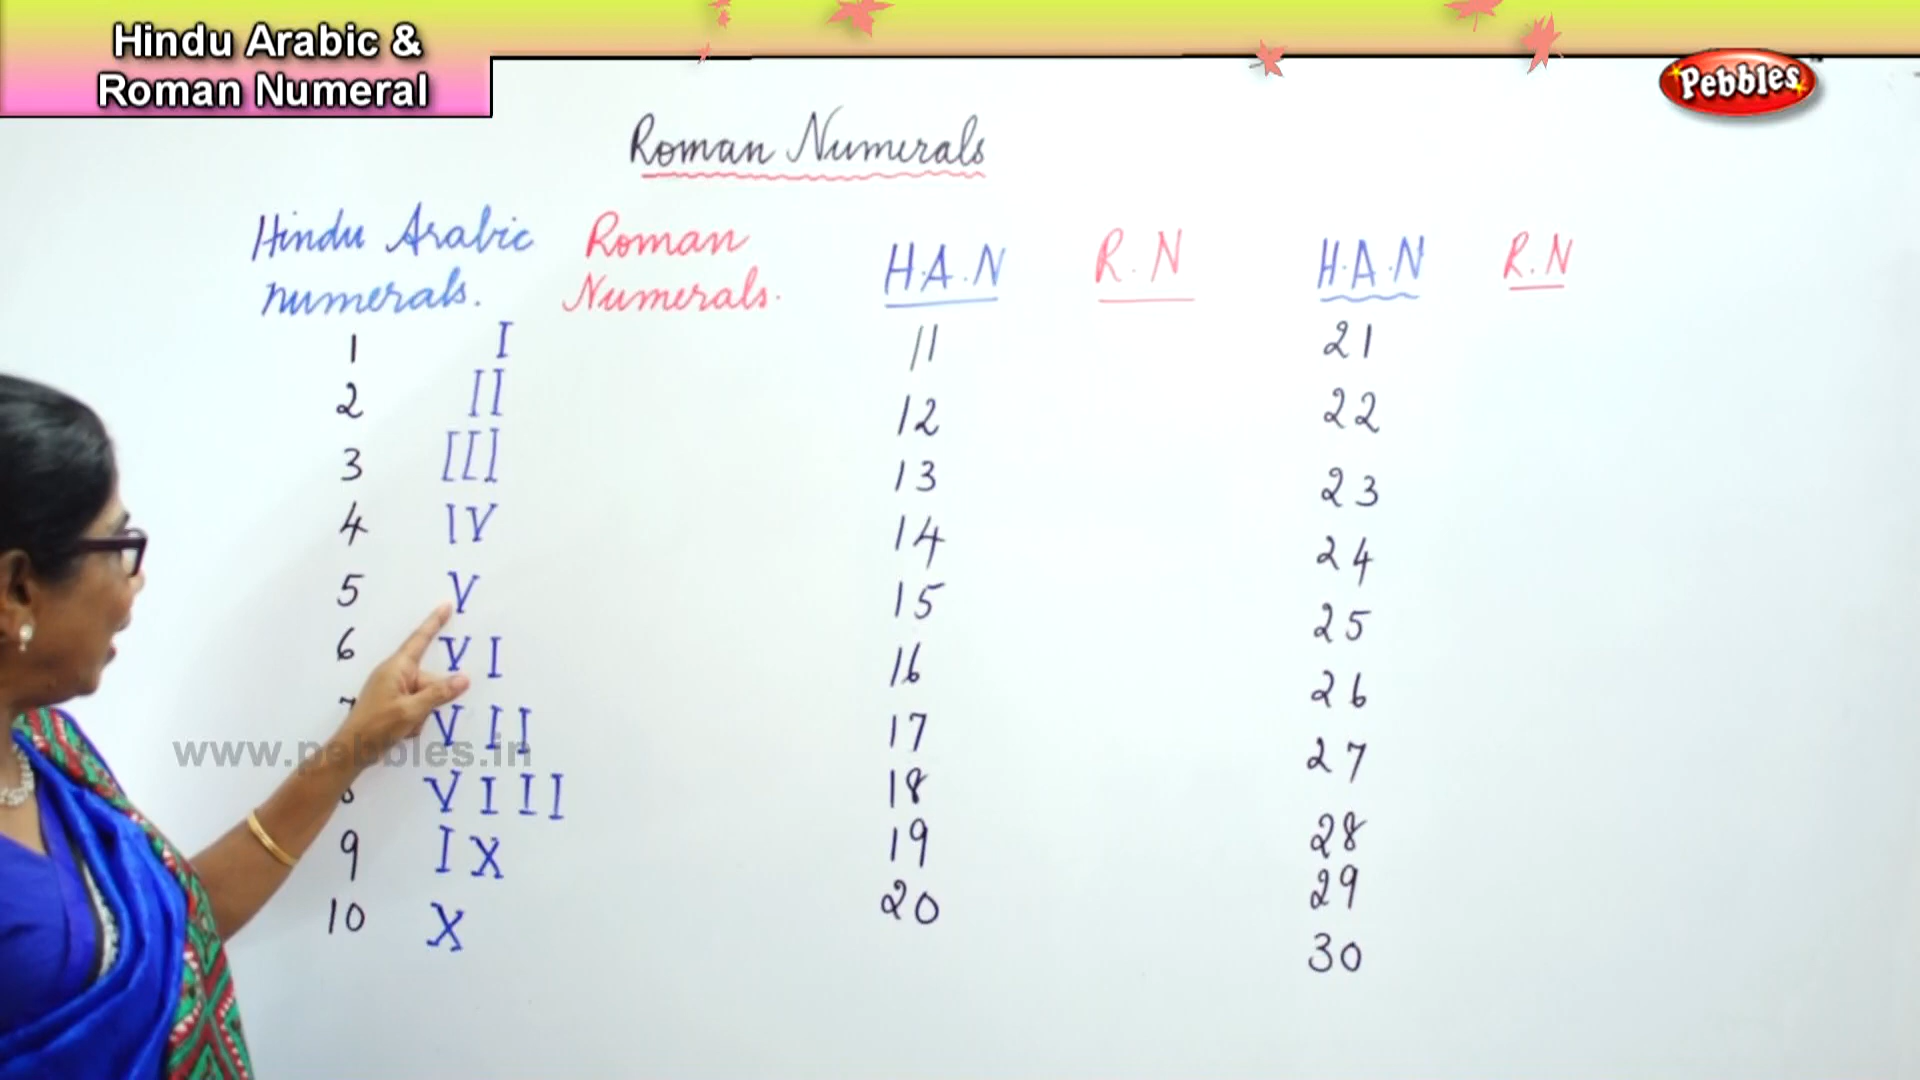 Hindu Arabic &
Roman Numeral
Pebbles
Roman Numerals
Hindu Arabic numerals.
Roman Numerals.
H.A.N
R.N
H.A.N
R.N
1 I 11 21
2 II 12 22
3 III 13 23
4 IV 14 24
5 V 15 25
6 VI 16 26
7 VII 17 27
www.pebbles.in
8 VIII 18 28
9 IX 19 29
10 X 20 30